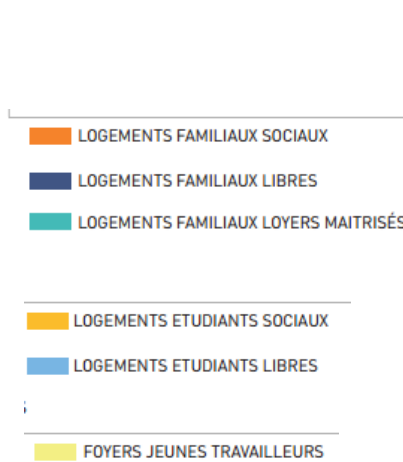 LOGEMENTS FAMILIAUX SOCIAUX
LOGEMENTS FAMILIAUX LIBRES
LOGEMENTS FAMILIAUX LOYERS MAITRISÉS
LOGEMENTS ETUDIANTS SOCIAUX
LOGEMENTS ETUDIANTS LIBRES
FOYERS JEUNES TRAVAILLEURS